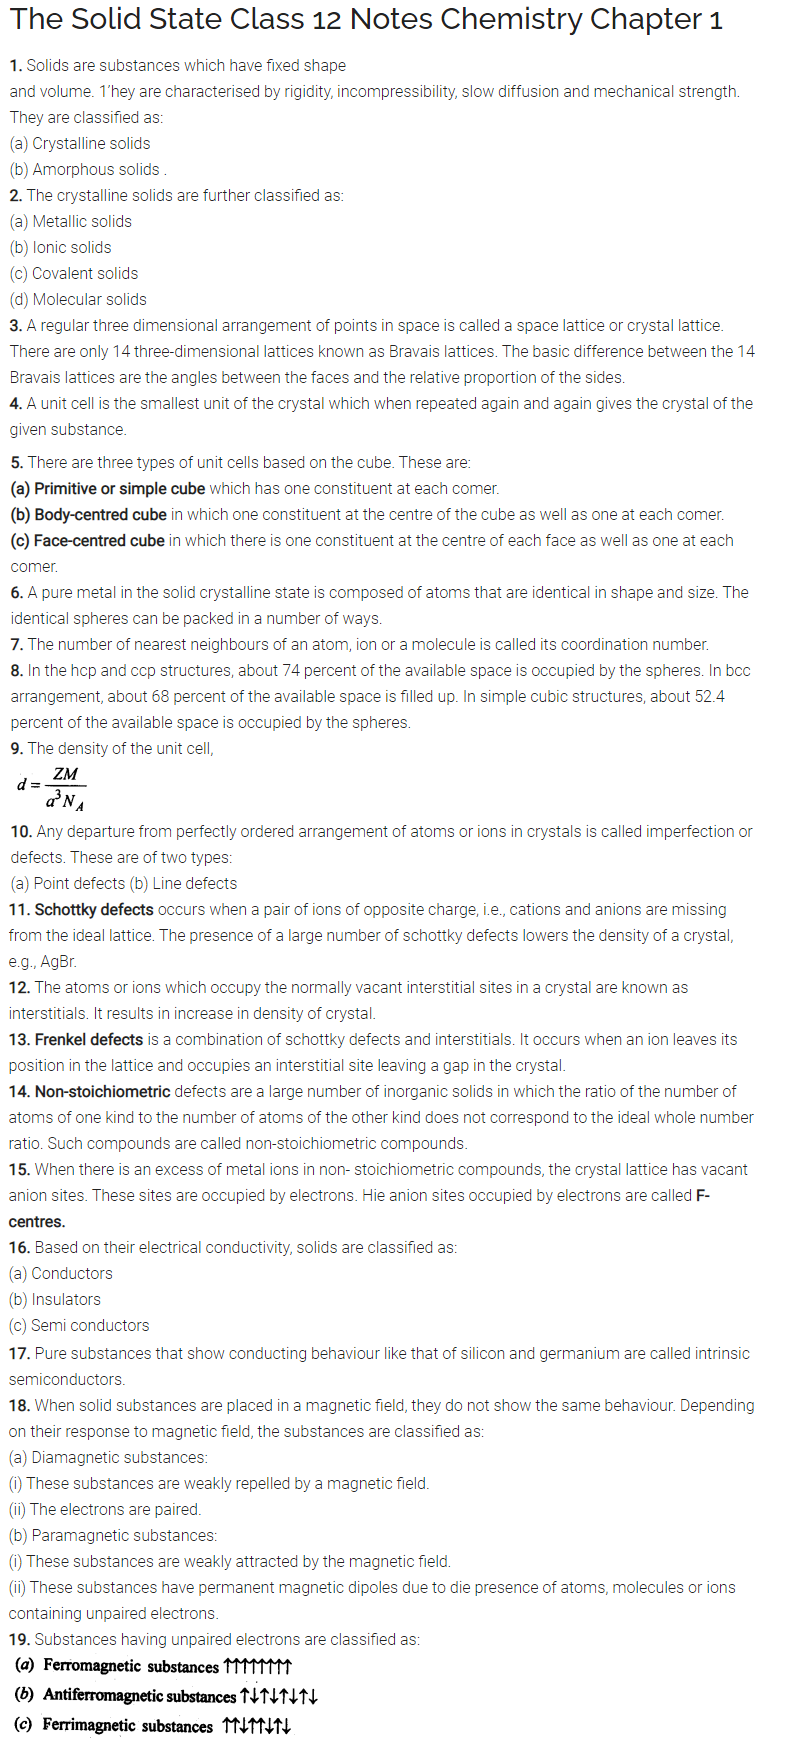 The Solid State Class 12 Notes Chemistry Chapter 1
1. Solids are substances which have fixed shape
and volume. 1’hey are characterised by rigidity, incompressibility, slow diffusion and mechanical strength.
They are classified as:
(a) Crystalline solids
(b) Amorphous solids .
2. The crystalline solids are further classified as:
(a) Metallic solids
(b) Ionic solids
(c) Covalent solids
(d) Molecular solids
3. A regular three dimensional arrangement of points in space is called a space lattice or crystal lattice.
There are only 14 three-dimensional lattices known as Bravais lattices. The basic difference between the 14
Bravais lattices are the angles between the faces and the relative proportion of the sides.
4. A unit cell is the smallest unit of the crystal which when repeated again and again gives the crystal of the
given substance.
5. There are three types of unit cells based on the cube. These are:
(a) Primitive or simple cube which has one constituent at each comer.
(b) Body-centred cube in which one constituent at the centre of the cube as well as one at each comer.
(c) Face-centred cube in which there is one constituent at the centre of each face as well as one at each
comer.
6. A pure metal in the solid crystalline state is composed of atoms that are identical in shape and size. The
identical spheres can be packed in a number of ways.
7. The number of nearest neighbours of an atom, ion or a molecule is called its coordination number.
8. In the hcp and ccp structures, about 74 percent of the available space is occupied by the spheres. In bcc
arrangement, about 68 percent of the available space is filled up. In simple cubic structures, about 52.4
percent of the available space is occupied by the spheres.
9. The density of the unit cell,
d = ZM / a³N_A
10. Any departure from perfectly ordered arrangement of atoms or ions in crystals is called imperfection or
defects. These are of two types:
(a) Point defects (b) Line defects
11. Schottky defects occurs when a pair of ions of opposite charge, i.e., cations and anions are missing
from the ideal lattice. The presence of a large number of schottky defects lowers the density of a crystal,
e.g., AgBr.
12. The atoms or ions which occupy the normally vacant interstitial sites in a crystal are known as
interstitials. It results in increase in density of crystal.
13. Frenkel defects is a combination of schottky defects and interstitials. It occurs when an ion leaves its
position in the lattice and occupies an interstitial site leaving a gap in the crystal.
14. Non-stoichiometric defects are a large number of inorganic solids in which the ratio of the number of
atoms of one kind to the number of atoms of the other kind does not correspond to the ideal whole number
ratio. Such compounds are called non-stoichiometric compounds.
15. When there is an excess of metal ions in non- stoichiometric compounds, the crystal lattice has vacant
anion sites. These sites are occupied by electrons. Hie anion sites occupied by electrons are called F-
centres.
16. Based on their electrical conductivity, solids are classified as:
(a) Conductors
(b) Insulators
(c) Semi conductors
17. Pure substances that show conducting behaviour like that of silicon and germanium are called intrinsic
semiconductors.
18. When solid substances are placed in a magnetic field, they do not show the same behaviour. Depending
on their response to magnetic field, the substances are classified as:
(a) Diamagnetic substances:
(i) These substances are weakly repelled by a magnetic field.
(ii) The electrons are paired.
(b) Paramagnetic substances:
(i) These substances are weakly attracted by the magnetic field.
(ii) These substances have permanent magnetic dipoles due to die presence of atoms, molecules or ions
containing unpaired electrons.
19. Substances having unpaired electrons are classified as:
(a) Ferromagnetic substances ↑↑↑↑↑↑↑↑
(b) Antiferromagnetic substances ↑↓↑↓↑↓↑↓
(c) Ferrimagnetic substances ↑↑↓↑↑↓↑↓